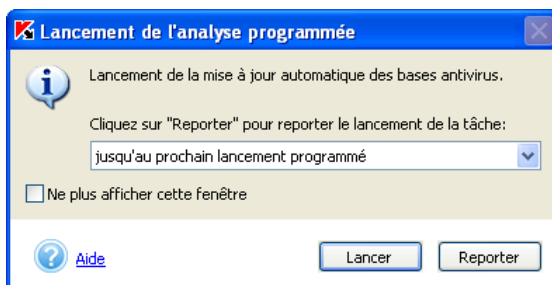 Lancement de l'analyse programmée
Lancement de la mise à jour automatique des bases antivirus.
Cliquez sur "Reporter" pour reporter le lancement de la tâche:
jusqu'au prochain lancement programmé
Ne plus afficher cette fenêtre
Aide
Lancer
Reporter